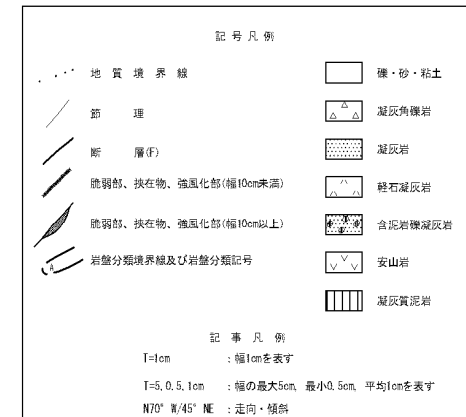 記号凡例
地質境界線
節理
断層(F)
脆弱部、挟在物、強風化部(幅10cm未満)
脆弱部、挟在物、強風化部(幅10cm以上)
A
岩盤分類境界線及び岩盤分類記号
礫・砂・粘土
凝灰角礫岩
凝灰岩
軽石凝灰岩
含泥岩礫凝灰岩
安山岩
凝灰質泥岩
記事凡例
T=1cm :幅1cmを表す
T=5,0.5,1cm :幅の最大5cm, 最小0.5cm, 平均1cmを表す
N70°W/45°NE :走向・傾斜